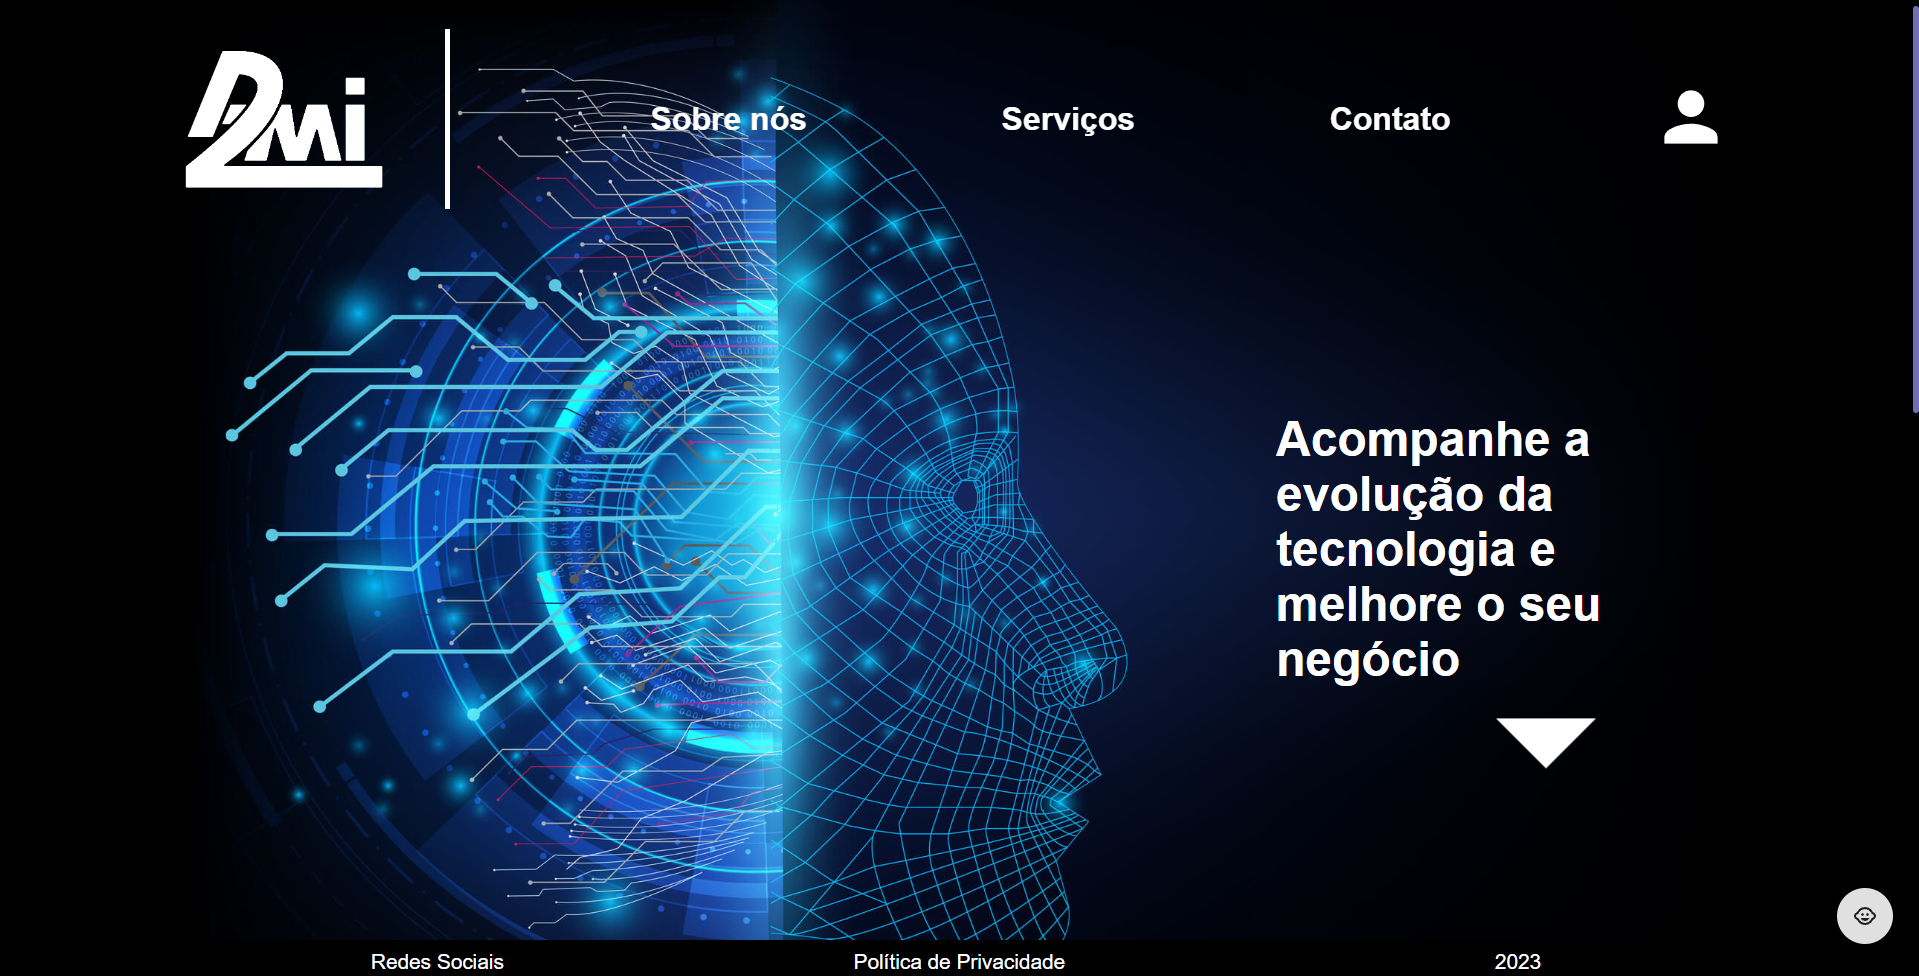 2mi
Sobre nós
Serviços
Contato
Acompanhe a
evolução da
tecnologia e
melhore o seu
negócio
Redes Sociais
Política de Privacidade
2023